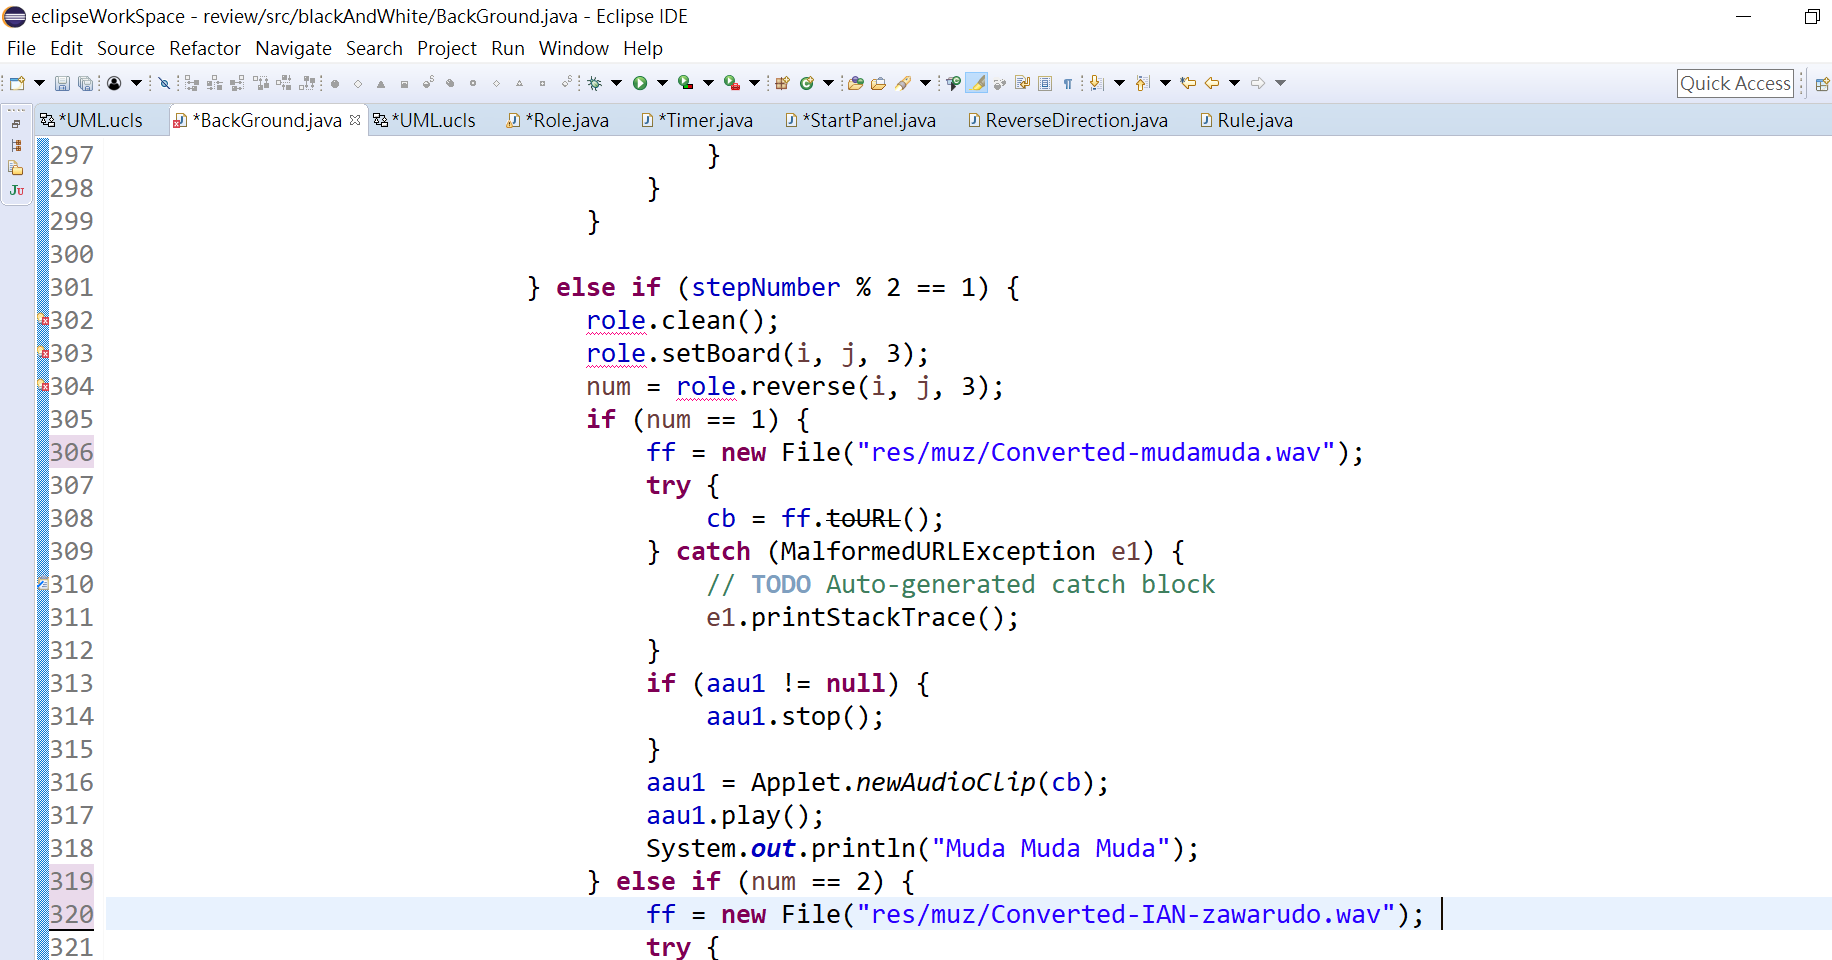 eclipseWorkSpace - review/src/blackAndWhite/BackGround.java - Eclipse IDE
File Edit Source Refactor Navigate Search Project Run Window Help
Quick Access
*UML.ucls *BackGround.java *UML.ucls *Role.java *Timer.java *StartPanel.java ReverseDirection.java Rule.java
297 }
298 }
299 }
300
301 } else if (stepNumber % 2 == 1) {
302 role.clean();
303 role.setBoard(i, j, 3);
304 num = role.reverse(i, j, 3);
305 if (num == 1) {
306 ff = new File("res/muz/Converted-mudamuda.wav");
307 try {
308 cb = ff.toURL();
309 } catch (MalformedURLException e1) {
310 // TODO Auto-generated catch block
311 e1.printStackTrace();
312 }
313 if (aau1 != null) {
314 aau1.stop();
315 }
316 aau1 = Applet.newAudioClip(cb);
317 aau1.play();
318 System.out.println("Muda Muda Muda");
319 } else if (num == 2) {
320 ff = new File("res/muz/Converted-IAN-zawarudo.wav");
321 try {